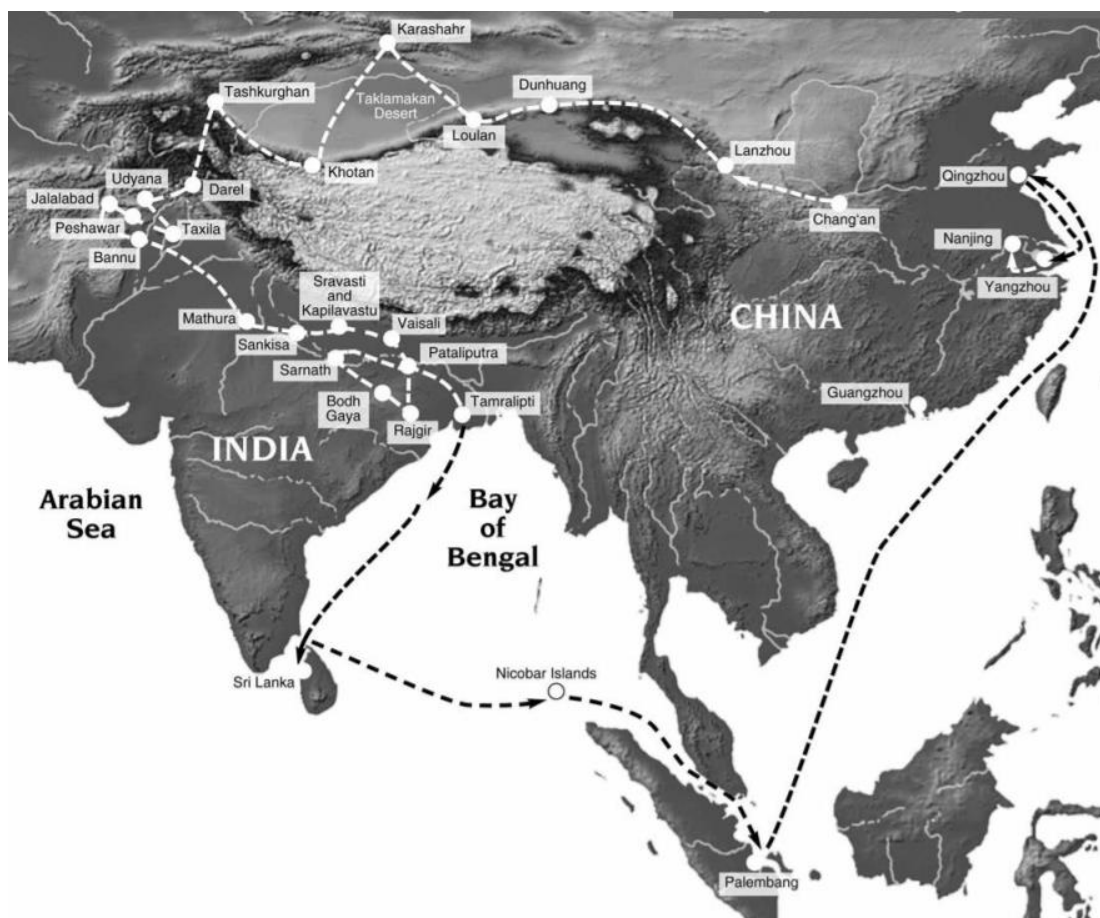 Karashahr
Tashkurghan
Taklamakan
Desert
Dunhuang
Loulan
Lanzhou
Khotan
Qingzhou
Udyana
Darel
Jalalabad
Chang'an
Peshawar
Taxila
Nanjing
Bannu
Yangzhou
Sravasti
and
Kapilavastu
CHINA
Mathura
Vaisali
Sankisa
Pataliputra
Sarnath
Guangzhou
Bodh
Gaya
Tamralipti
Rajgir
INDIA
Arabian
Sea
Bay
of
Bengal
Nicobar Islands
Sri Lanka
Palembang